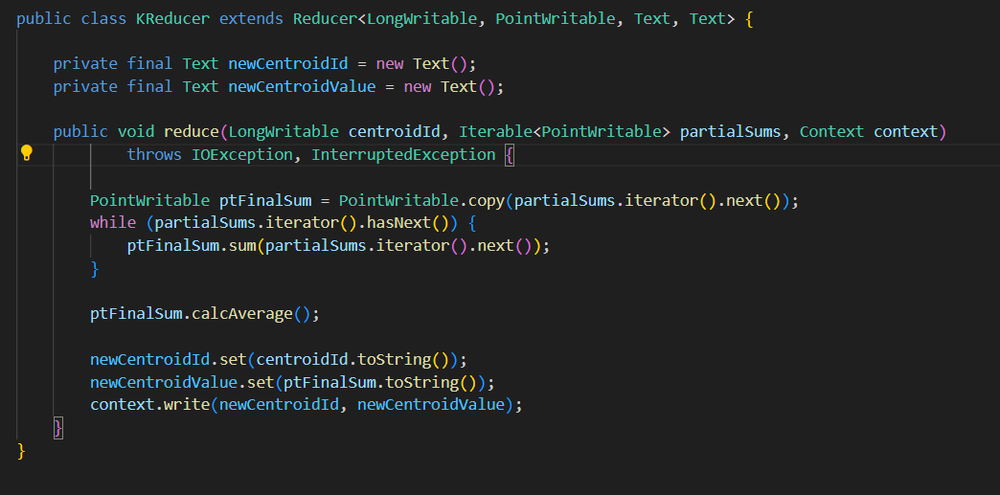 public class KReducer extends Reducer<LongWritable, PointWritable, Text, Text> {
private final Text newCentroidId = new Text();
private final Text newCentroidValue = new Text();
public void reduce(LongWritable centroidId, Iterable<PointWritable> partialSums, Context context)
throws IOException, InterruptedException {
PointWritable ptFinalSum = PointWritable.copy(partialSums.iterator().next());
while (partialSums.iterator().hasNext()) {
ptFinalSum.sum(partialSums.iterator().next());
}
ptFinalSum.calcAverage();
newCentroidId.set(centroidId.toString());
newCentroidValue.set(ptFinalSum.toString());
context.write(newCentroidId, newCentroidValue);
}
}